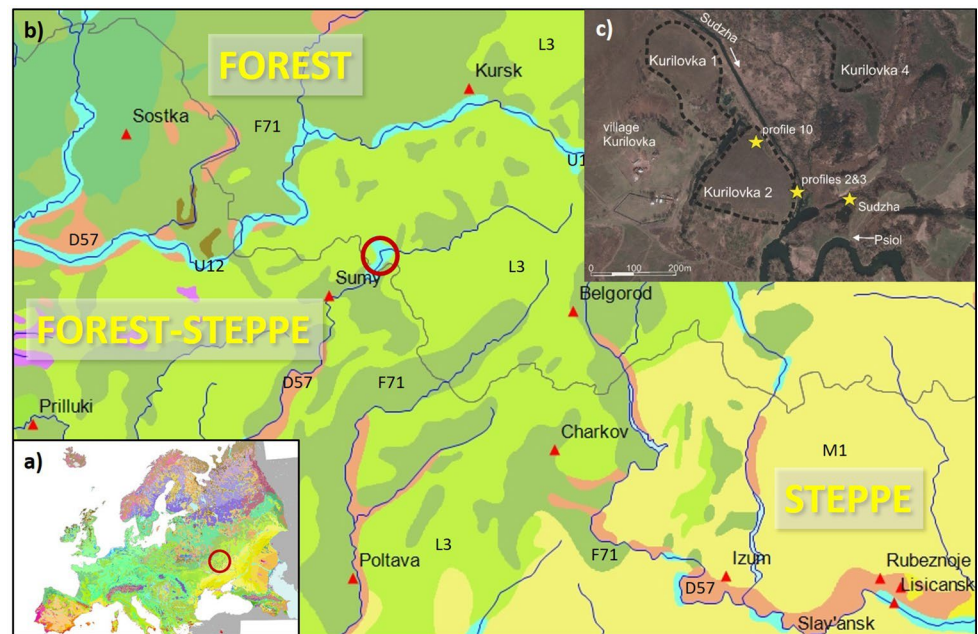 b)
FOREST
L3
Kursk
Sostka
F71
U1
D57
U12
L3
Sumy
Belgorod
FOREST-STEPPE
D57
F71
Prilluki
Charkov
M1
STEPPE
L3
F71
Poltava
Izum
Rubeznoje
D57
Lisicansk
Slav'ansk
a)
c)
Sudzha
Kurilovka 1
Kurilovka 4
village
Kurilovka
profile 10
profiles 2&3
Kurilovka 2
Sudzha
Psiol
0 100 200m